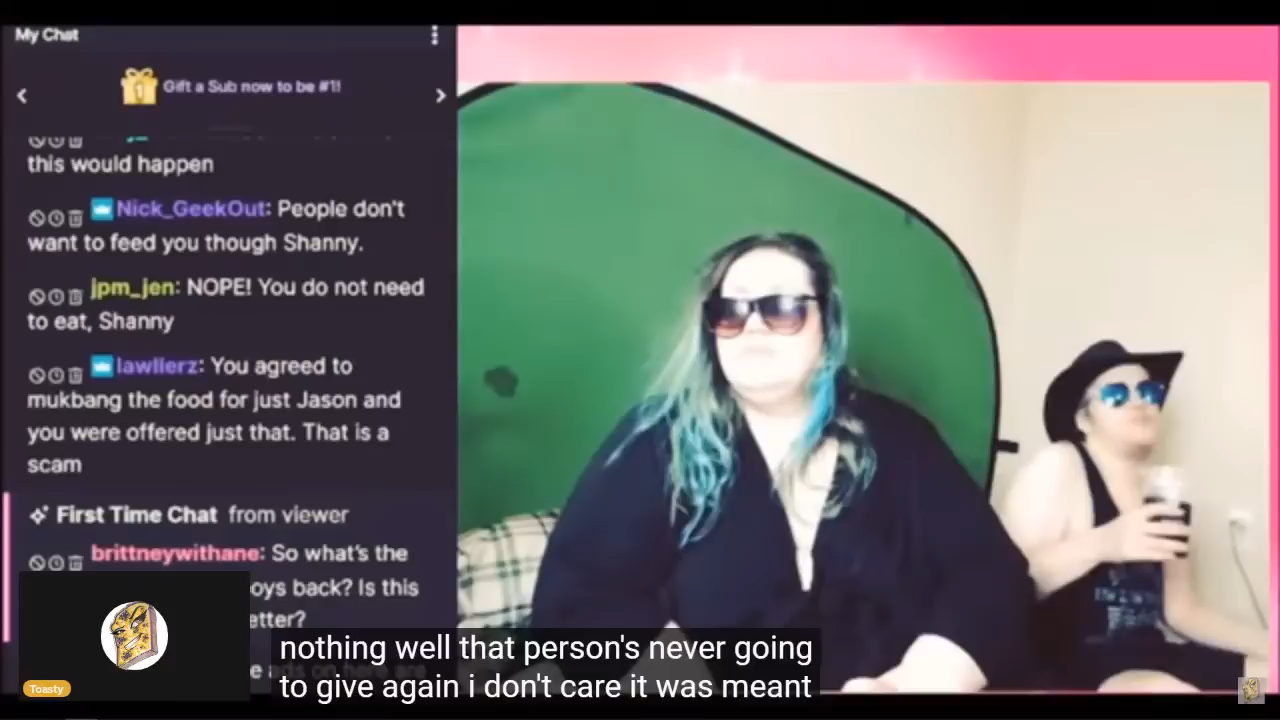 My Chat
Gift a Sub now to be #1!
this would happen
Nick_GeekOut: People don't
want to feed you though Shanny.
jpm_jen: NOPE! You do not need
to eat, Shanny
lawllerz: You agreed to
mukbang the food for just Jason and
you were offered just that. That is a
scam
First Time Chat from viewer
brittneywithane: So what's the
oys back? Is this
etter?
nothing well that person's never going
to give again i don't care it was meant
Toasty